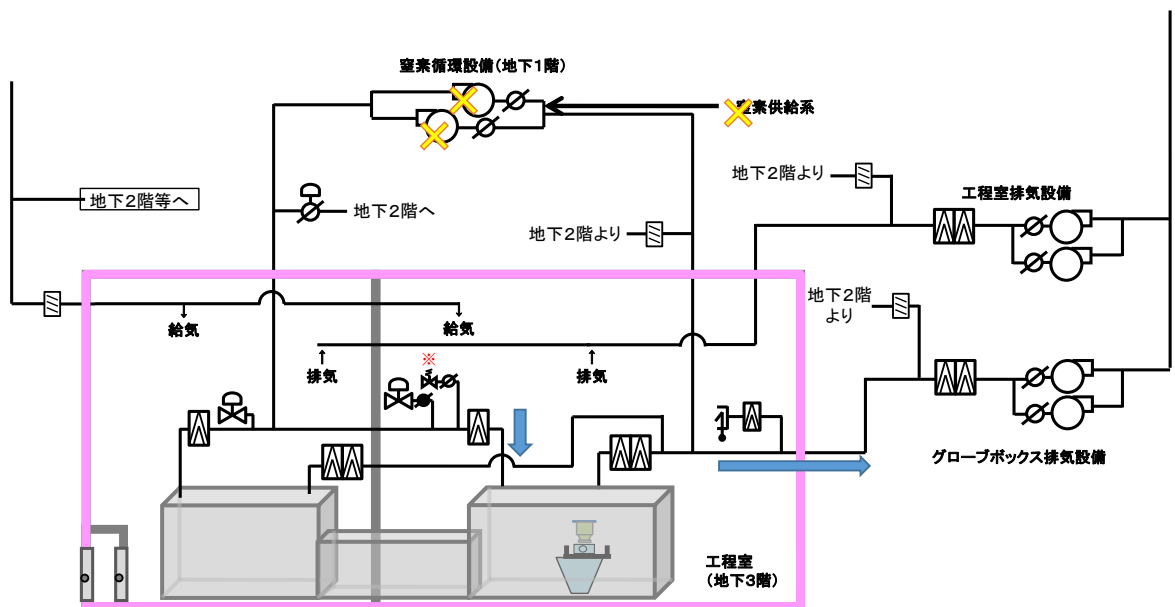 窒素循環設備(地下1階)
窒素供給系
地下2階より
工程室排気設備
地下2階等へ
地下2階へ
地下2階より
地下2階
より
給気
給気
排気
※
排気
グローブボックス排気設備
工程室
(地下3階)